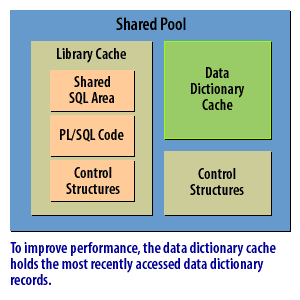 Shared Pool
Library Cache
Shared
SQL Area
PL/SQL Code
Control
Structures
Data
Dictionary
Cache
Control
Structures
To improve performance, the data dictionary cache
holds the most recently accessed data dictionary
records.